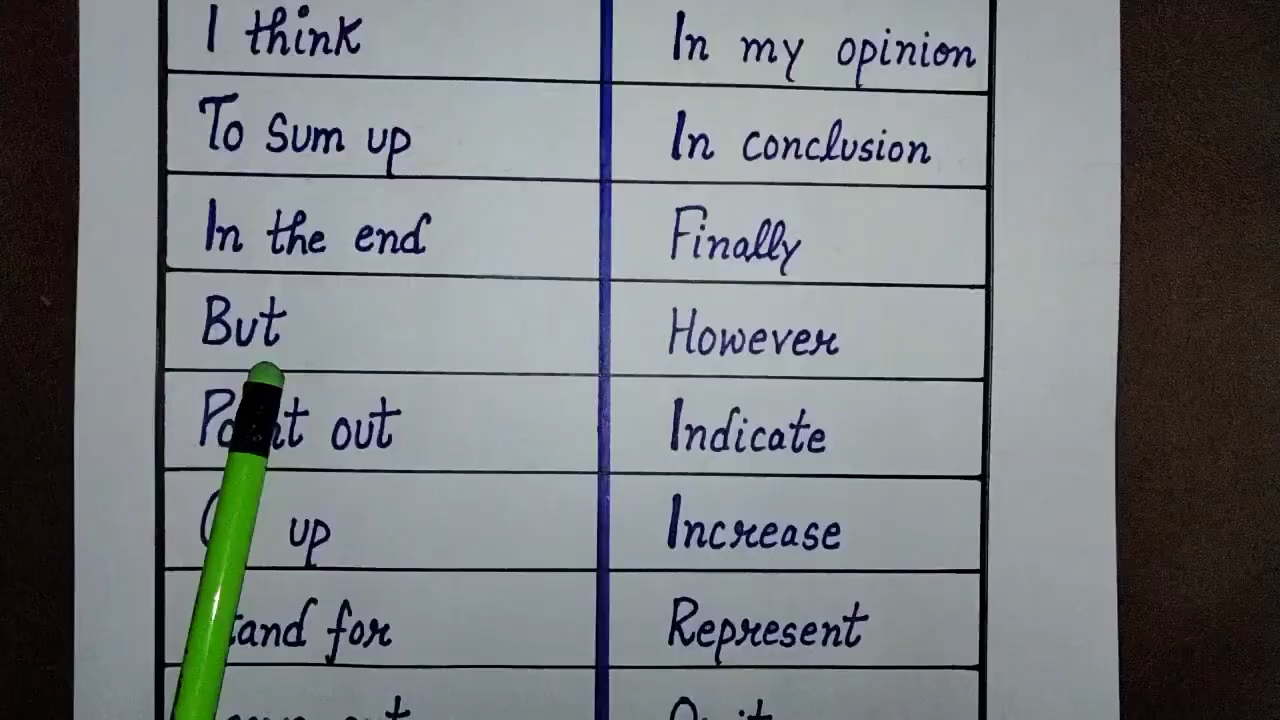 I think In my opinion
To sum up In conclusion
In the end Finally
But However
Point out Indicate
up Increase
for Represent